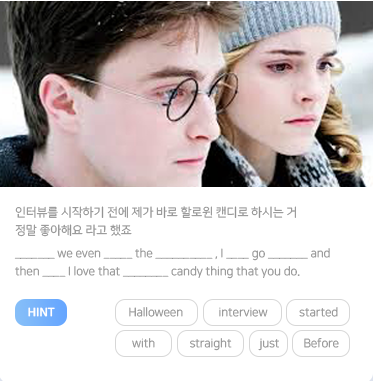 인터뷰를 시작하기 전에 제가 바로 할로윈 캔디로 하시는 거
정말 좋아해요 라고 했죠
______ we even _____ the __________ , I ____ go _______ and
then ____ I love that ________ candy thing that you do.
HINT
Halloween interview started
with straight just Before